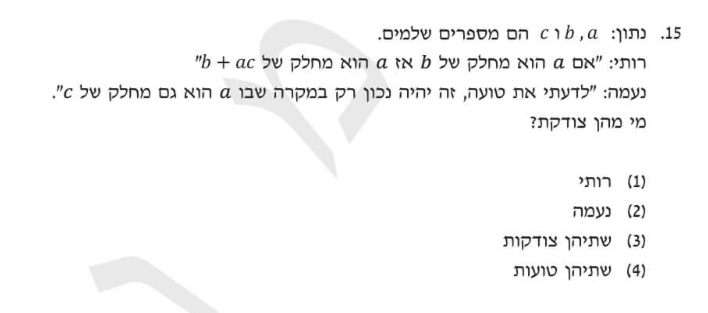 15. נתון: a, b ו c הם מספרים שלמים.
רותי: "אם a הוא מחלק של b אז a הוא מחלק של b + ac"
נעמה: "לדעתי את טועה, זה יהיה נכון רק במקרה שבו a הוא גם מחלק של c".
מי מהן צודקת?
(1) רותי
(2) נעמה
(3) שתיהן צודקות
(4) שתיהן טועות